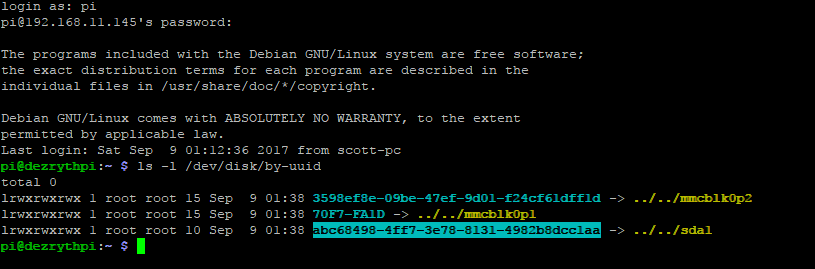 login as: pi
pi@192.168.11.145's password:
The programs included with the Debian GNU/Linux system are free software;
the exact distribution terms for each program are described in the
individual files in /usr/share/doc/*/copyright.
Debian GNU/Linux comes with ABSOLUTELY NO WARRANTY, to the extent
permitted by applicable law.
Last login: Sat Sep  9 01:12:36 2017 from scott-pc
pi@dezrythpi:~ $ ls -l /dev/disk/by-uuid
total 0
lrwxrwxrwx 1 root root 15 Sep  9 01:38 3598ef8e-09be-47ef-9d01-f24cf61dff1d -> ../../mmcblk0p2
lrwxrwxrwx 1 root root 15 Sep  9 01:38 70F7-FA1D -> ../../mmcblk0p1
lrwxrwxrwx 1 root root 10 Sep  9 01:38 abc68498-4ff7-3e78-8131-4982b8dcc1aa -> ../../sda1
pi@dezrythpi:~ $